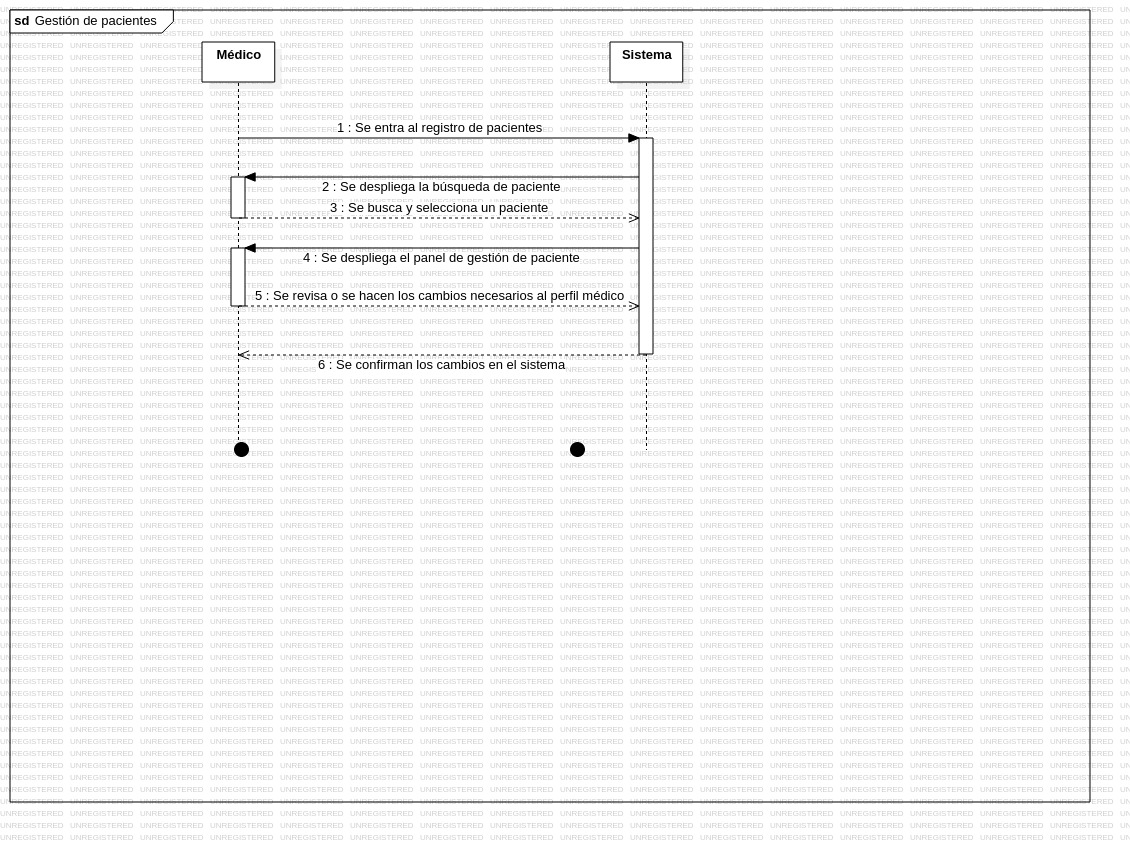 sd Gestión de pacientes
Médico
Sistema
1 : Se entra al registro de pacientes
2 : Se despliega la búsqueda de paciente
3 : Se busca y selecciona un paciente
4 : Se despliega el panel de gestión de paciente
5 : Se revisa o se hacen los cambios necesarios al perfil médico
6 : Se confirman los cambios en el sistema
UNREGISTERED